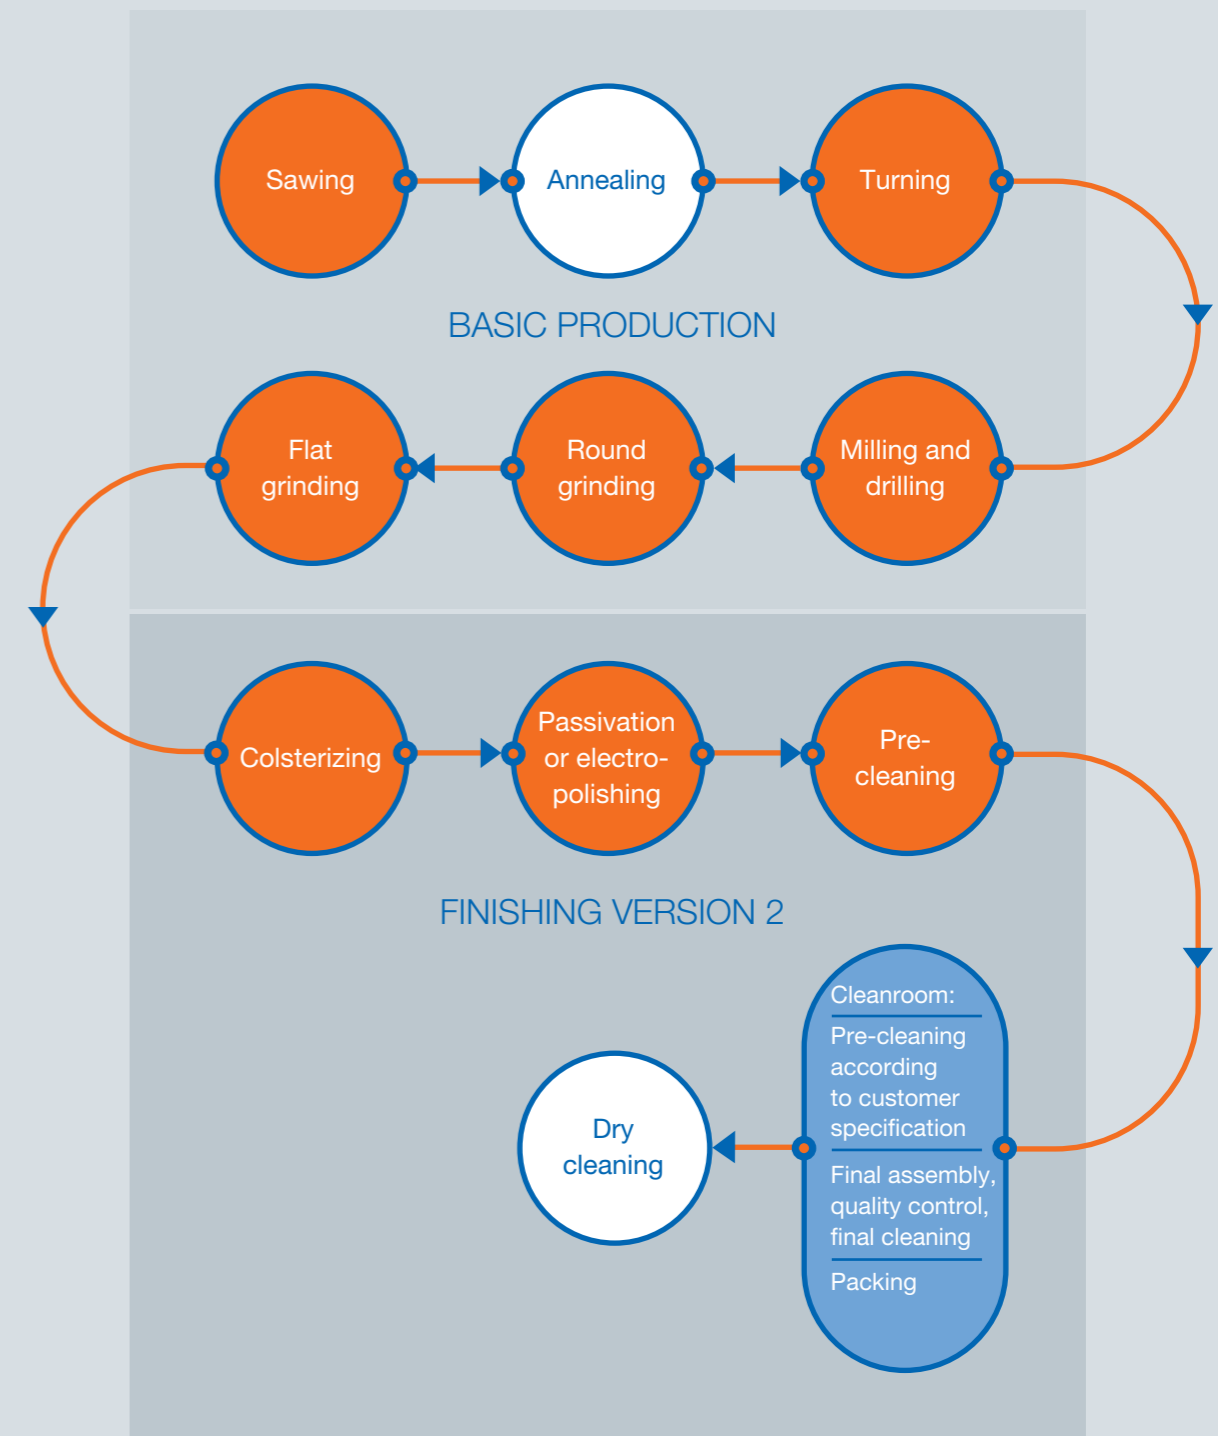 Sawing
Annealing
Turning
BASIC PRODUCTION
Milling and
drilling
Round
grinding
Flat
grinding
Colsterizing
Passivation
or electro-
polishing
Pre-
cleaning
FINISHING VERSION 2
Cleanroom:
Pre-cleaning
according
to customer
specification
Final assembly,
quality control,
final cleaning
Packing
Dry
cleaning